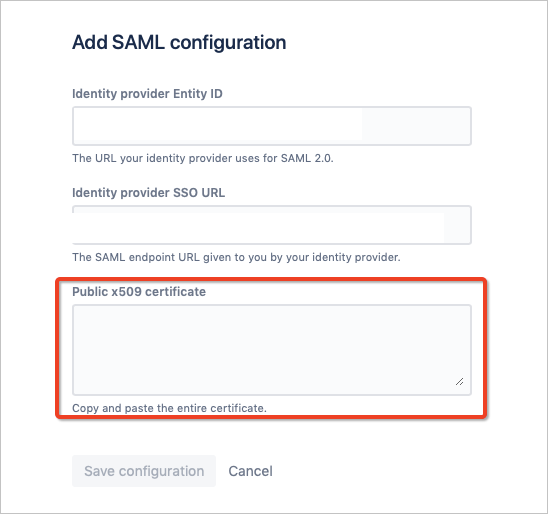 Add SAML configuration
Identity provider Entity ID
The URL your identity provider uses for SAML 2.0.
Identity provider SSO URL
The SAML endpoint URL given to you by your identity provider.
Public x509 certificate
Copy and paste the entire certificate.
Save configuration Cancel